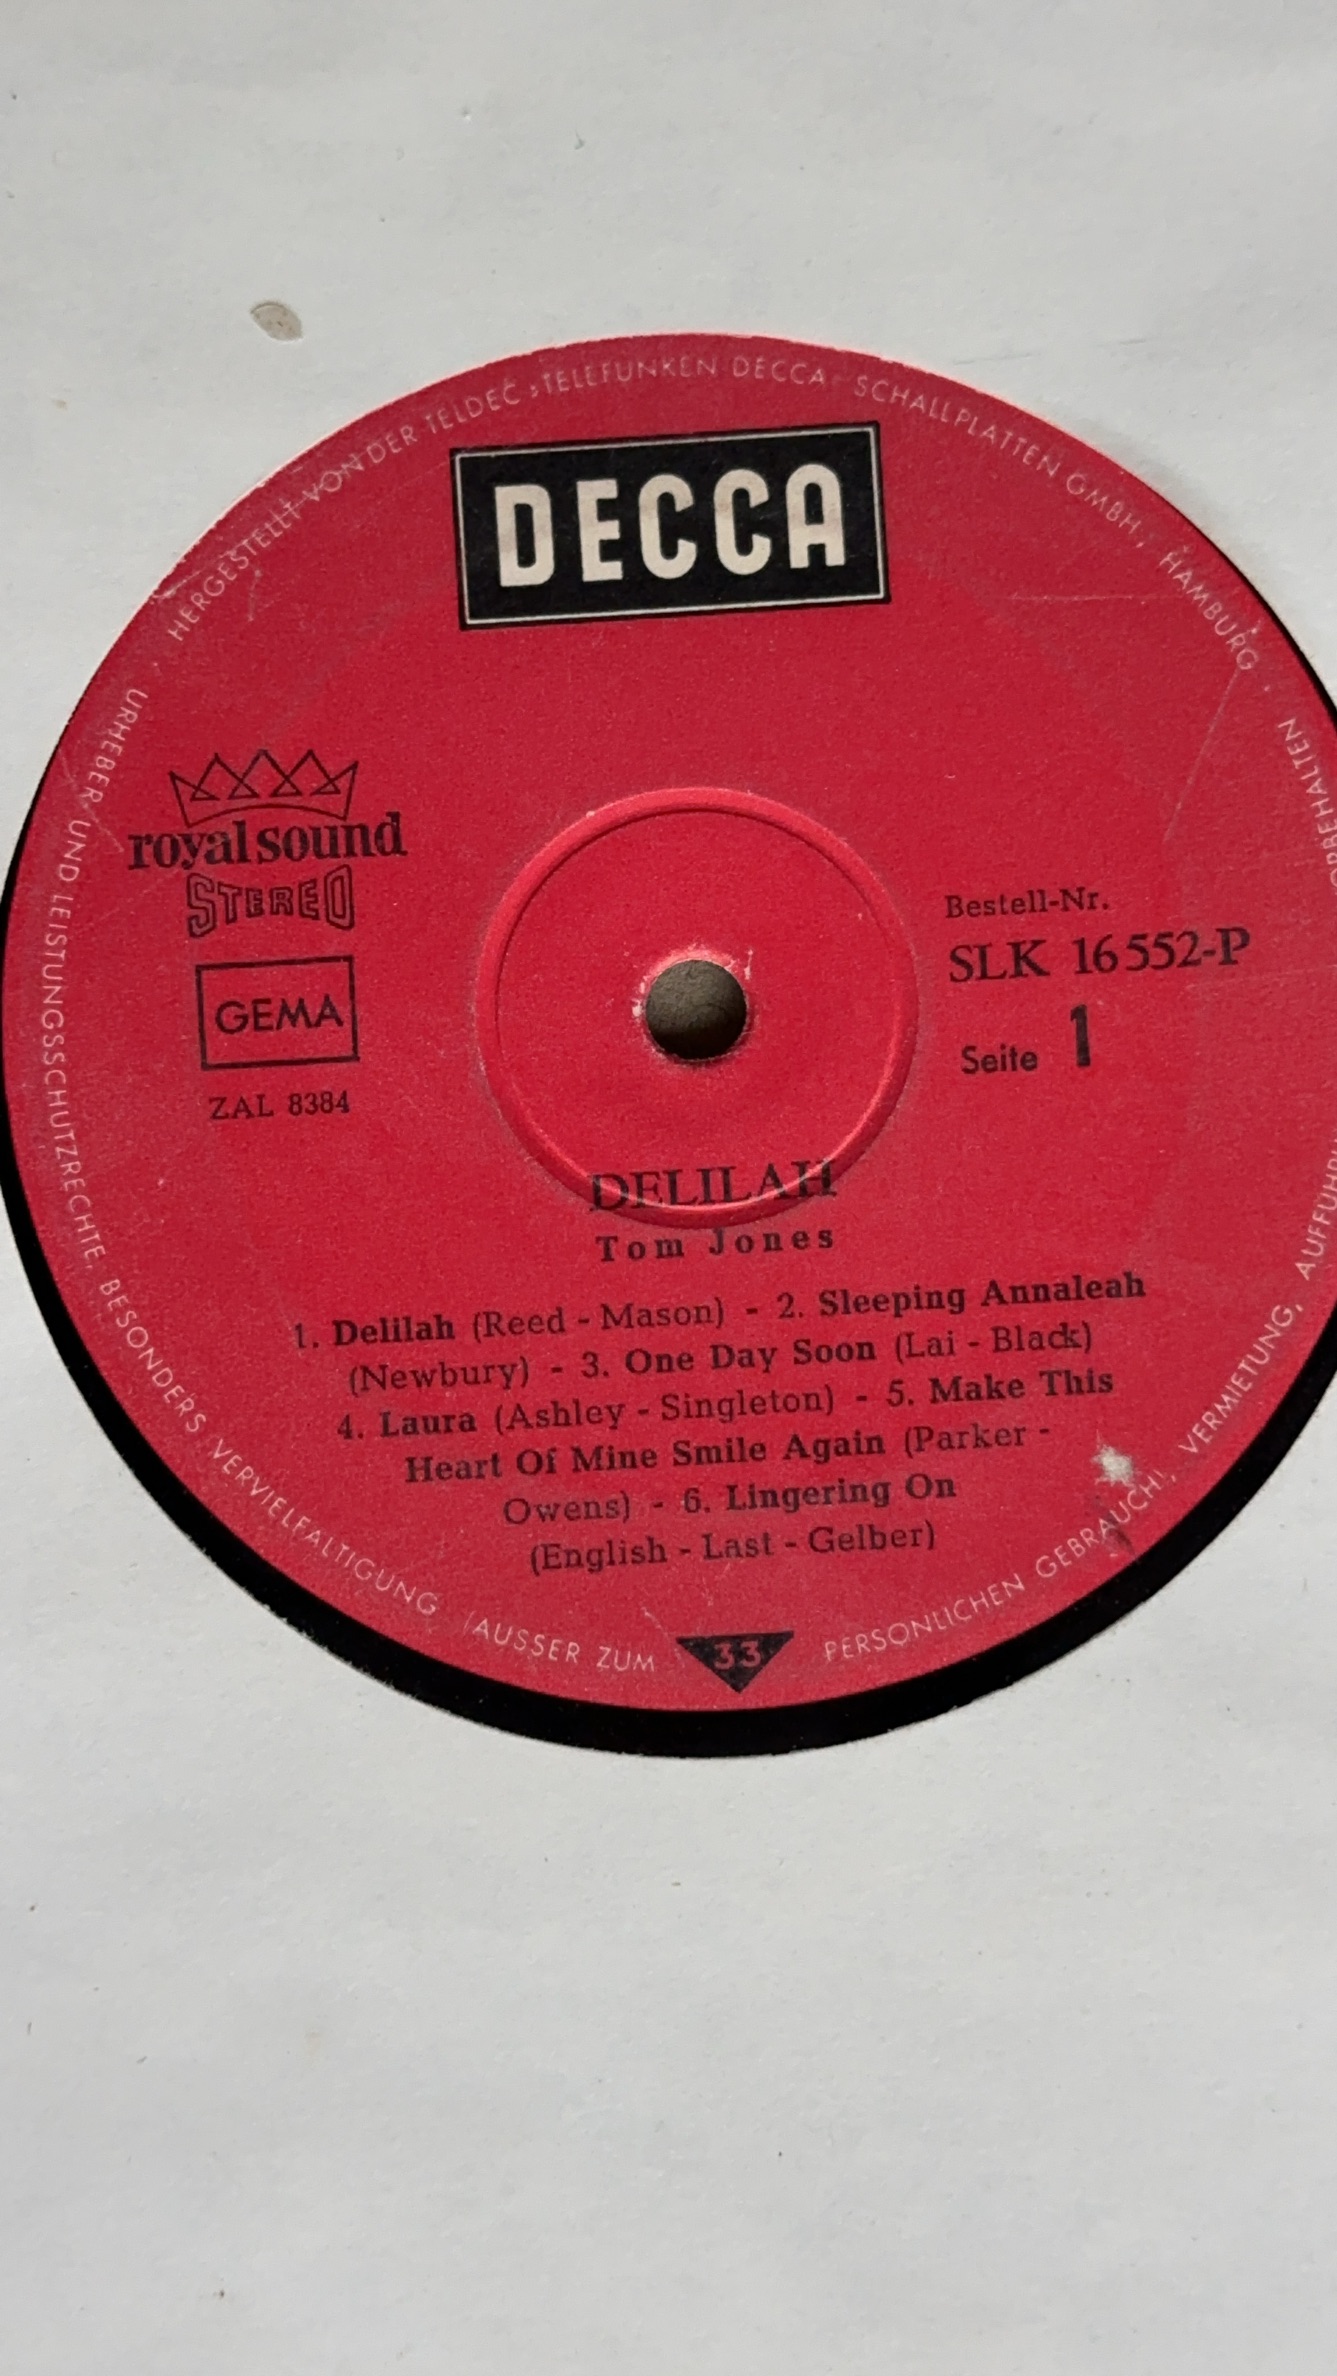 HERGESTELLT VON DER TELDEC »TELEFUNKEN DECCA« SCHALLPLATTEN GMBH., HAMBURG
DECCA
royal sound
STEREO
GEMA
ZAL 8384
Bestell-Nr.
SLK 16 552-P
Seite 1
DELILAH
Tom Jones
1. Delilah (Reed - Mason) - 2. Sleeping Annaleah
(Newbury) - 3. One Day Soon (Lai - Black)
4. Laura (Ashley - Singleton) - 5. Make This
Heart Of Mine Smile Again (Parker -
Owens) - 6. Lingering On
(English - Last - Gelber)
33
URHEBER UND LEISTUNGSSCHUTZRECHTE, BESONDERS VERVIELFÄLTIGUNG (AUSSER ZUM PERSÖNLICHEN GEBRAUCH), VERMIETUNG,